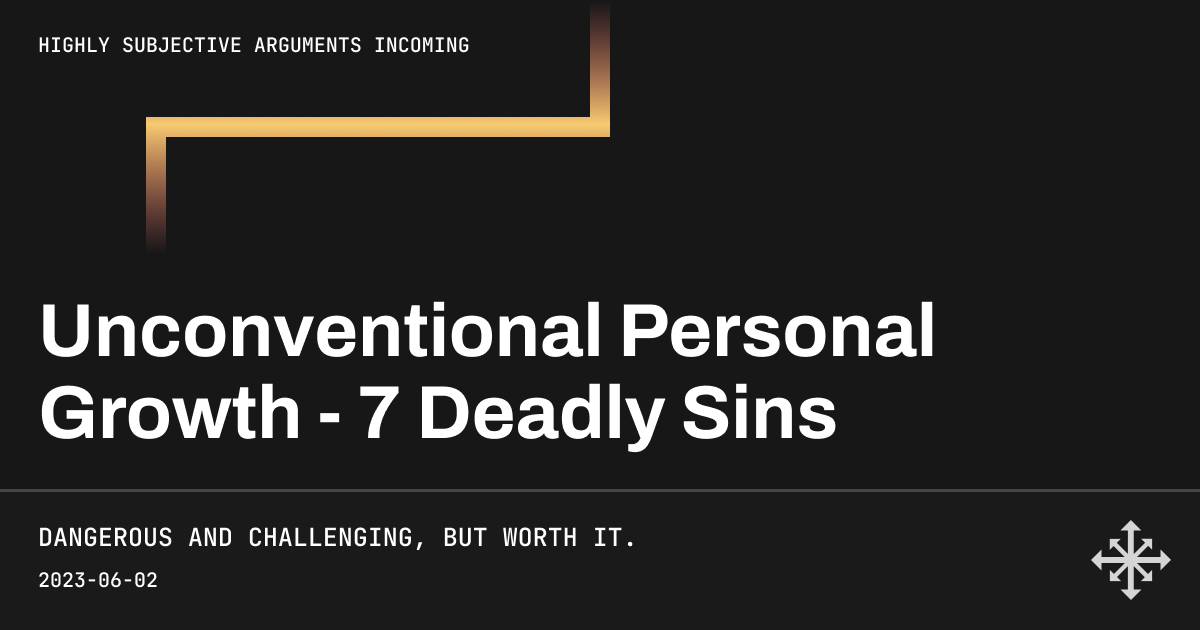 HIGHLY SUBJECTIVE ARGUMENTS INCOMING
Unconventional Personal
Growth - 7 Deadly Sins
DANGEROUS AND CHALLENGING, BUT WORTH IT.
2023-06-02